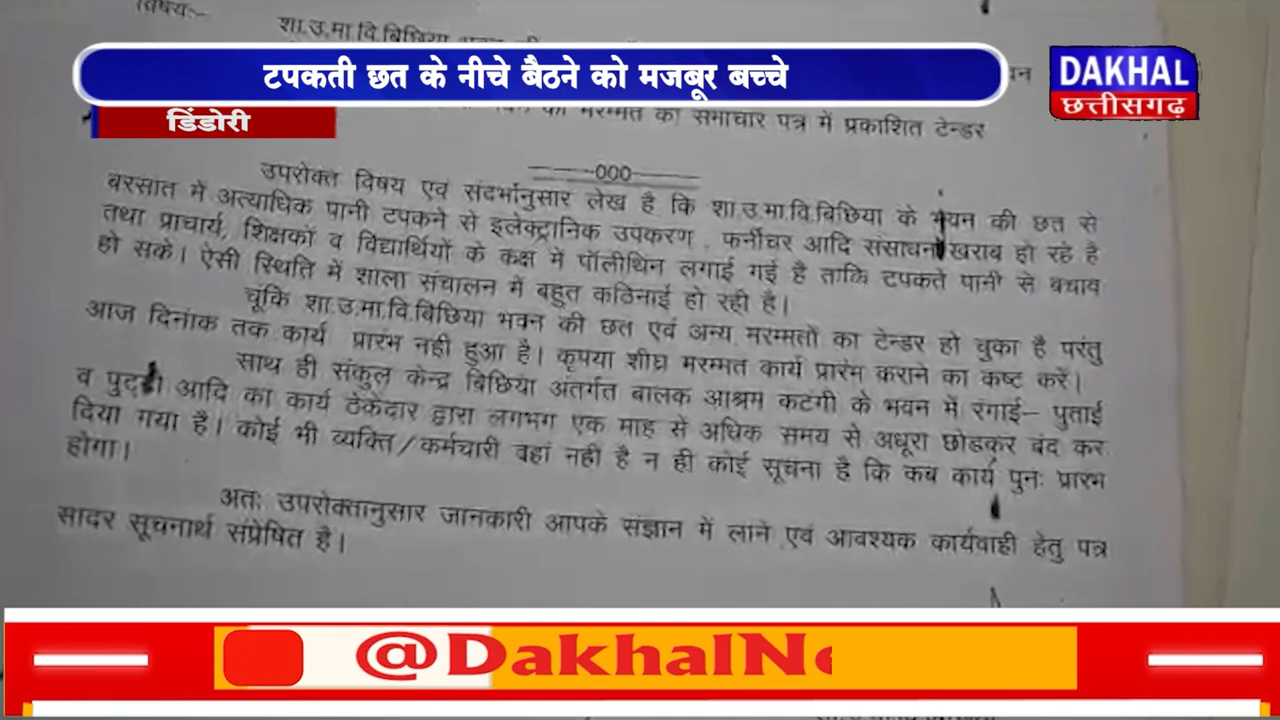 विषयः-
शा.उ.मा.वि.बिछिया
टपकती छत के नीचे बैठने को मजबूर बच्चे
DAKHAL
छत्तीसगढ़
डिंडोरी
मरम्मत का समाचार पत्र में प्रकाशित टेन्डर
-----000-----
उपरोक्त विषय एवं संदर्भानुसार लेख है कि शा.उ.मा.वि.बिछिया के भवन की छत से
बरसात में अत्याधिक पानी टपकने से इलेक्ट्रानिक उपकरण , फर्नीचर आदि संसाधन खराब हो रहे है
तथा प्राचार्य, शिक्षकों व विद्यार्थियों के कक्ष में पॉलीथिन लगाई गई है ताकि टपकते पानी से बचाव
हो सके। ऐसी स्थिति में शाला संचालन में बहुत कठिनाई हो रही है।
चूंकि शा.उ.मा.वि.बिछिया भवन की छत एवं अन्य मरम्मतों का टेन्डर हो चुका है परंतु
आज दिनांक तक कार्य प्रारंभ नही हुआ है। कृपया शीघ्र मरम्मत कार्य प्रारंभ कराने का कष्ट करें।
साथ ही संकुल केन्द्र बिछिया अंतर्गत बालक आश्रम कटंगी के भवन में रंगाई- पुताई
व पुद्दी आदि का कार्य ठेकेदार द्वारा लगभग एक माह से अधिक समय से अधूरा छोडकर बंद कर
दिया गया है। कोई भी व्यक्ति/कर्मचारी वहां नही है न ही कोई सूचना है कि कब कार्य पुनः प्रारभ
होगा।
अतः उपरोक्तानुसार जानकारी आपके संज्ञान में लाने एवं आवश्यक कार्यवाही हेतु पत्र
सादर सूचनार्थ संप्रेषित है।
@DakhalNe